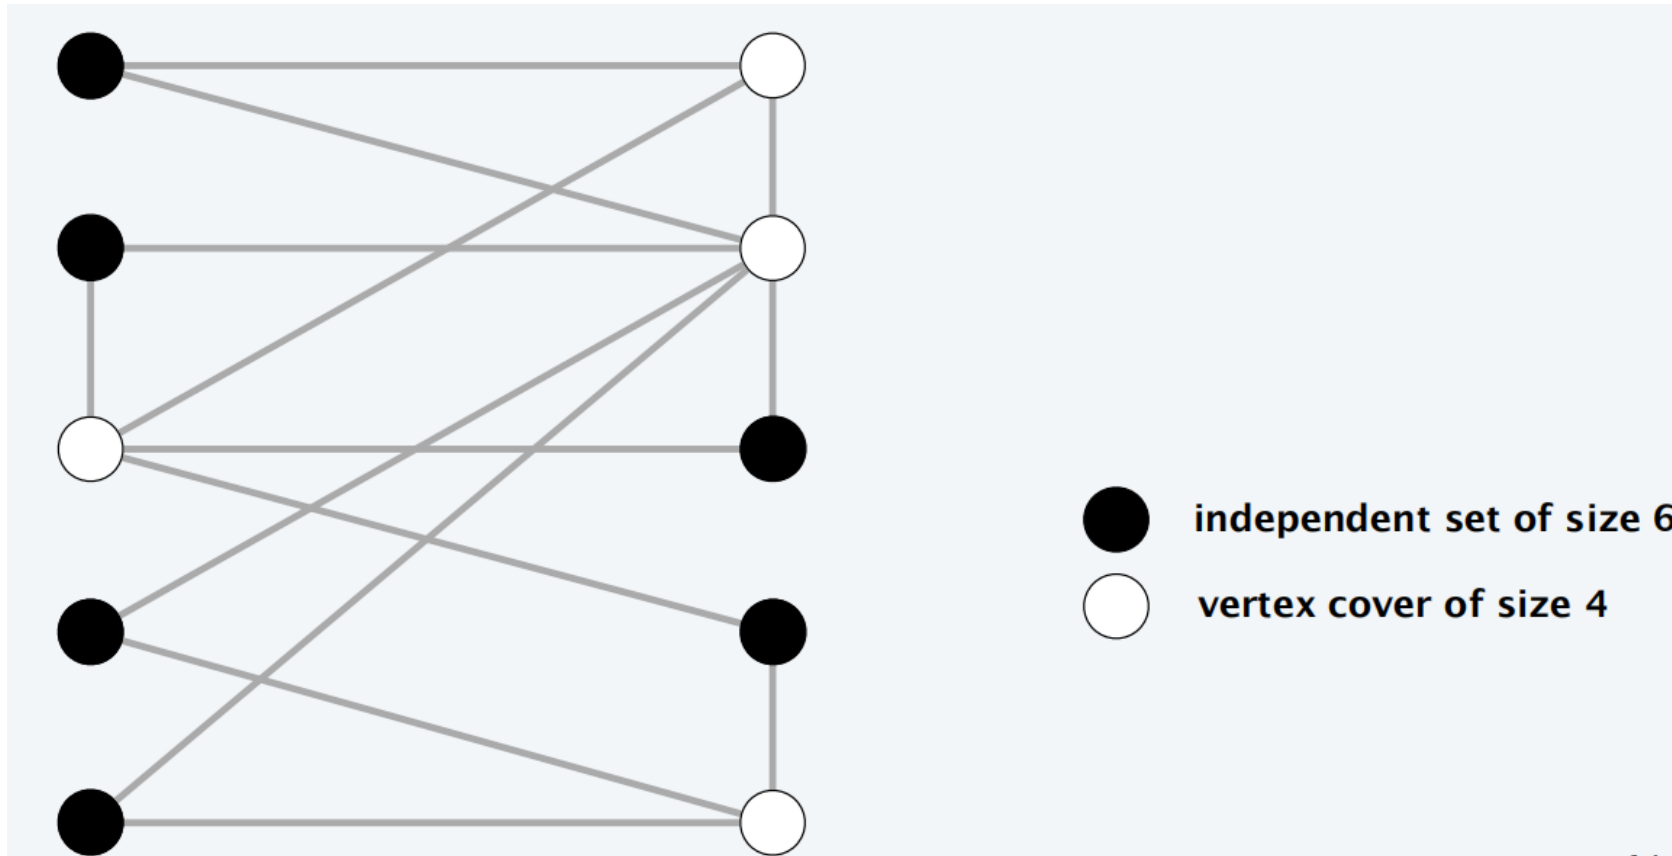 independent set of size 6
vertex cover of size 4